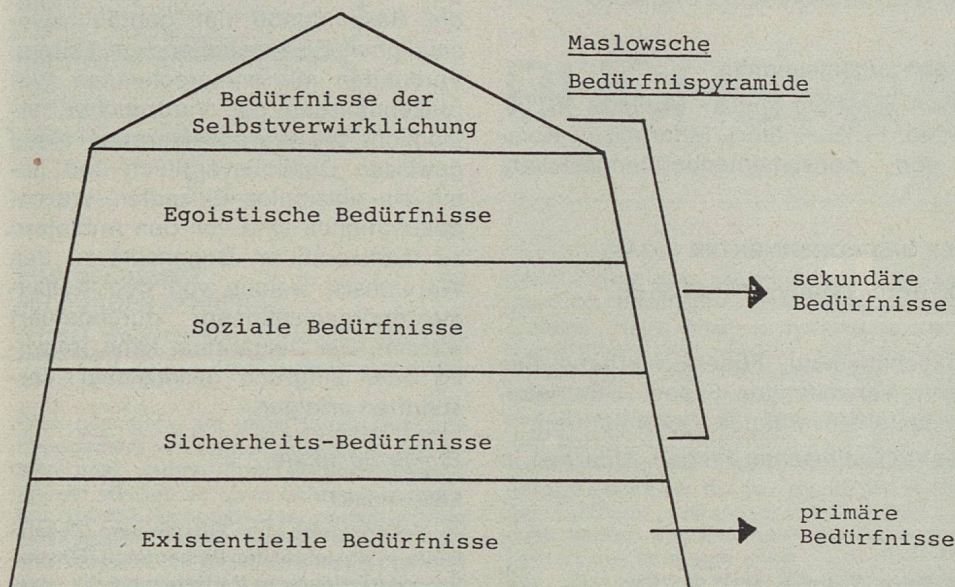 Maslowsche
Bedürfnispyramide
Bedürfnisse der
Selbstverwirklichung
Egoistische Bedürfnisse
Soziale Bedürfnisse
Sicherheits-Bedürfnisse
Existentielle Bedürfnisse
sekundäre
Bedürfnisse
primäre
Bedürfnisse